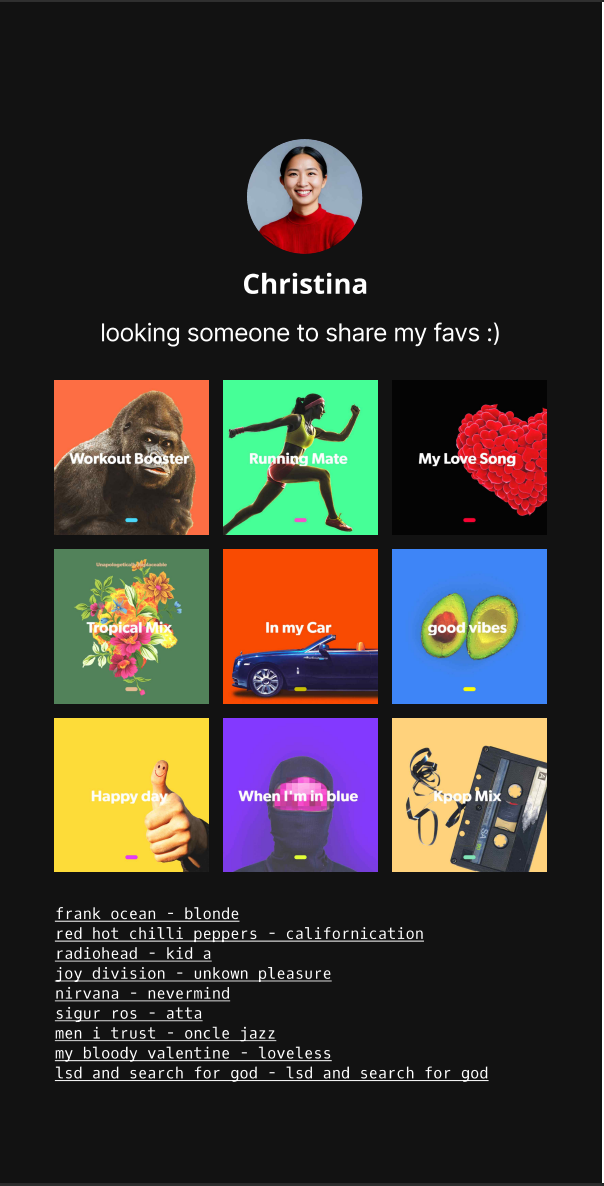 Christina
looking someone to share my favs :)
Workout Booster
Running Mate
My Love Song
Tropical Mix
In my Car
good vibes
Happy day
When I'm in blue
Kpop Mix
SA
frank ocean - blonde
red hot chilli peppers - californication
radiohead - kid a
joy division - unkown pleasure
nirvana - nevermind
sigur ros - atta
men i trust - oncle jazz
my bloody valentine - loveless
lsd and search for god - lsd and search for god